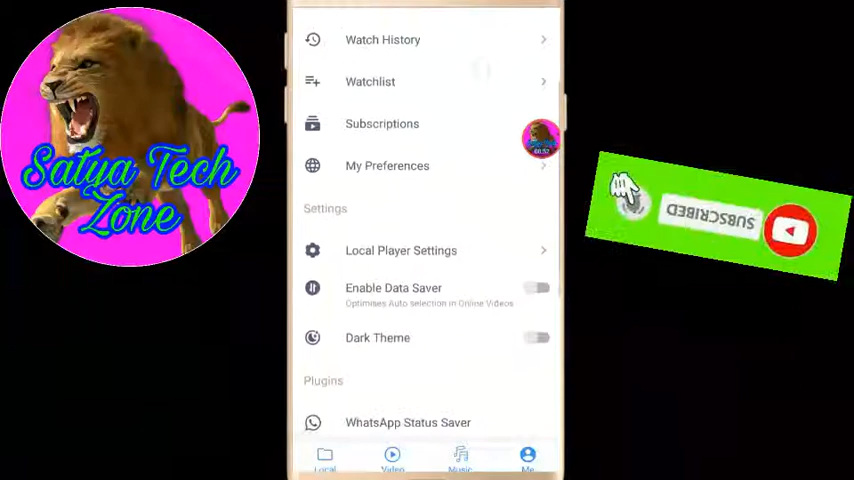 Satya Tech
Zone
Watch History
Watchlist
Subscriptions
My Preferences
Settings
Local Player Settings
Enable Data Saver
Optimises Auto selection in Online Videos
Dark Theme
Plugins
WhatsApp Status Saver
Local
Video
Music
Me
SUBSCRIBED